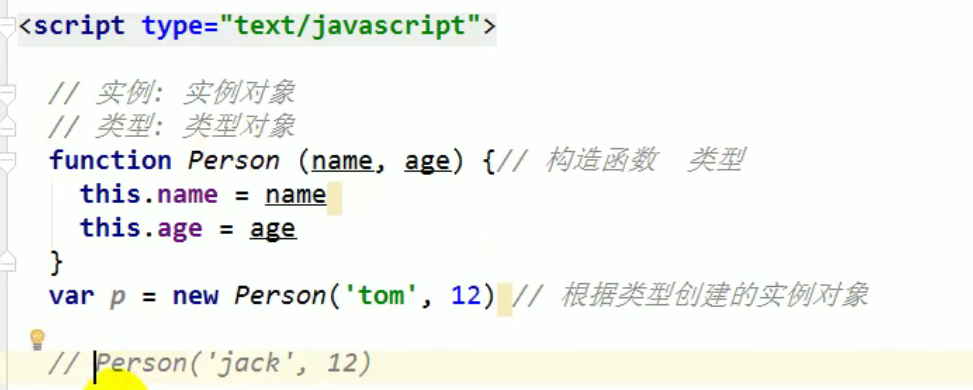 <script type="text/javascript">
// 实例: 实例对象
// 类型: 类型对象
function Person (name, age) {// 构造函数  类型
this.name = name
this.age = age
}
var p = new Person('tom', 12) // 根据类型创建的实例对象
// Person('jack', 12)